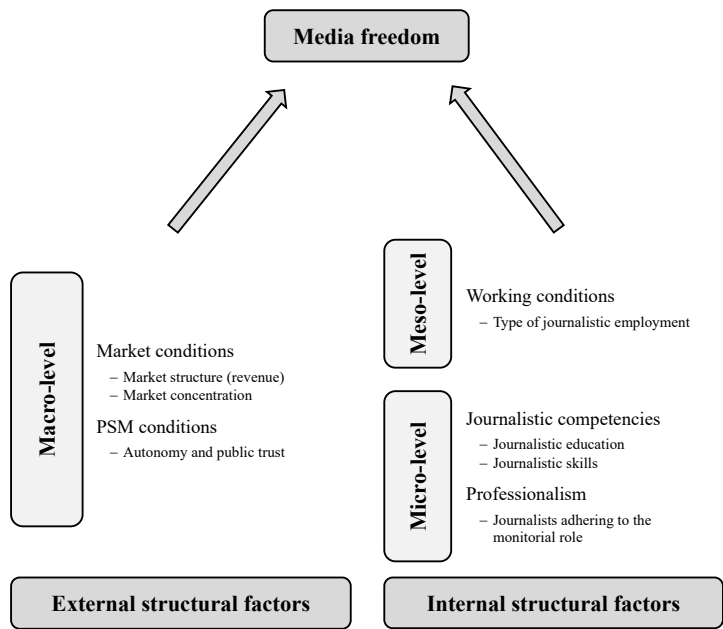 Media freedom
Macro-level
Market conditions
– Market structure (revenue)
– Market concentration
PSM conditions
– Autonomy and public trust
External structural factors
Meso-level
Working conditions
– Type of journalistic employment
Micro-level
Journalistic competencies
– Journalistic education
– Journalistic skills
Professionalism
– Journalists adhering to the
monitorial role
Internal structural factors